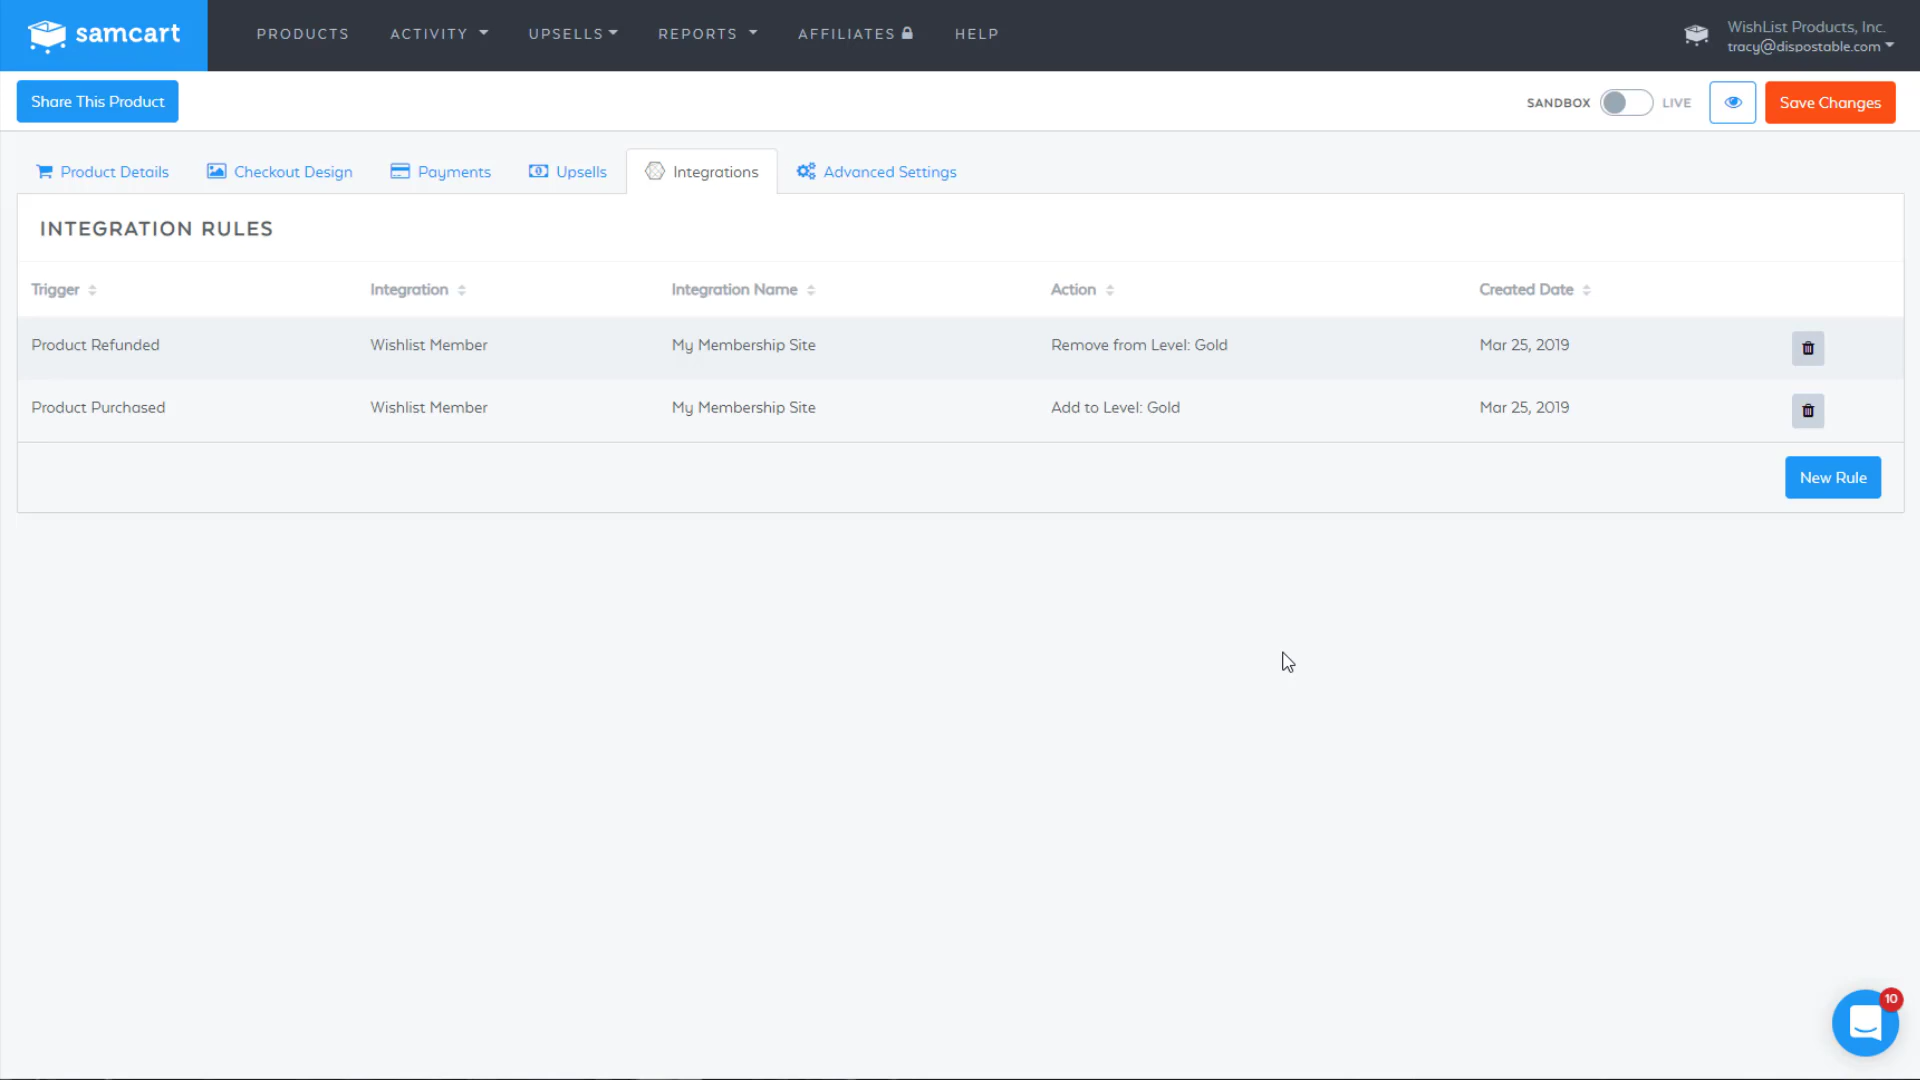 samcart
PRODUCTS ACTIVITY UPSELLS REPORTS AFFILIATES HELP
WishList Products, Inc.
tracy@dispostable.com
Share This Product
SANDBOX LIVE Save Changes
Product Details Checkout Design Payments Upsells Integrations Advanced Settings
INTEGRATION RULES
Trigger Integration Integration Name Action Created Date
Product Refunded Wishlist Member My Membership Site Remove from Level: Gold Mar 25, 2019
Product Purchased Wishlist Member My Membership Site Add to Level: Gold Mar 25, 2019
New Rule
10